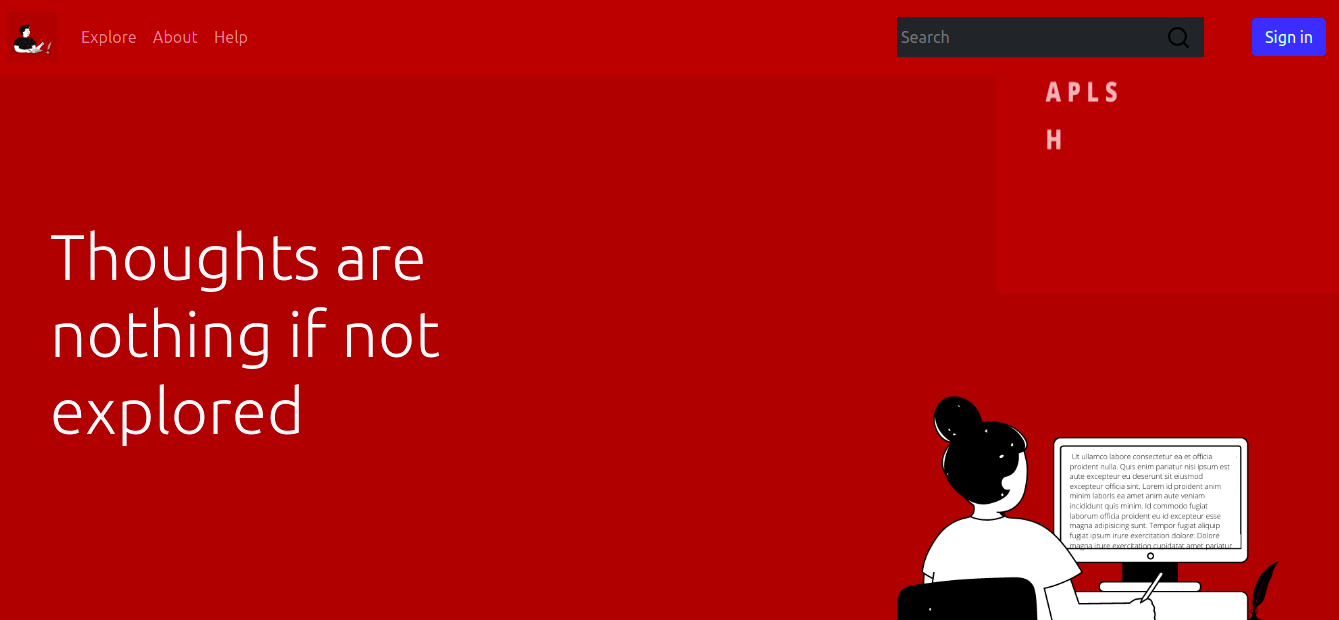 Explore About Help Search Sign in
A P L S
H
Thoughts are
nothing if not
explored
Ut ullamco labore consectetur ea et officia
proident nulla. Quis enim pariatur nisi ipsum est
aute excepteur eu deserunt sit eiusmod
excepteur officia sint. Lorem id proident anim
minim laboris ea amet anim aute veniam
incididunt quis minim. Id commodo fugiat
laborum officia proident eu id excepteur esse
magna adipisicing sunt. Tempor fugiat aliquip
fugiat ipsum irure exercitation dolore: Dolore
magna irure exercitation cupidatat amet pariatur